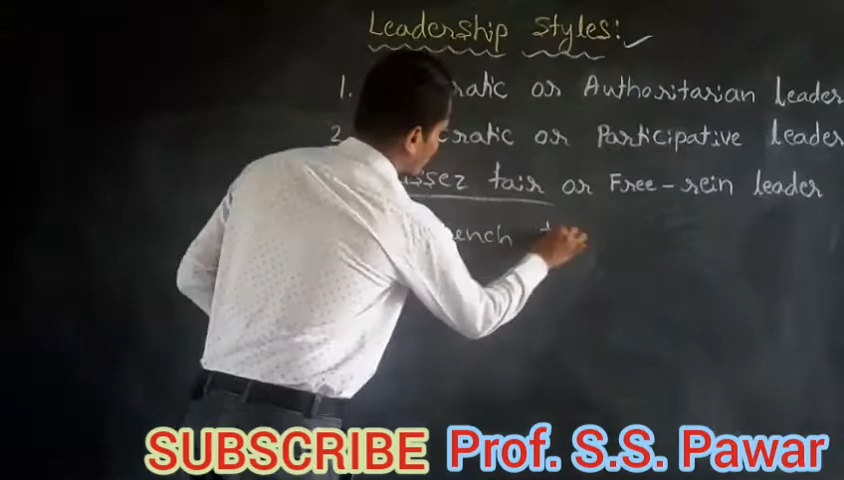 Leadership Styles:
1. ratic or Authoritarian Leader
2 cratic or Participative Leader
ssez fair or Free-rein leader
ench
SUBSCRIBE Prof. S.S. Pawar